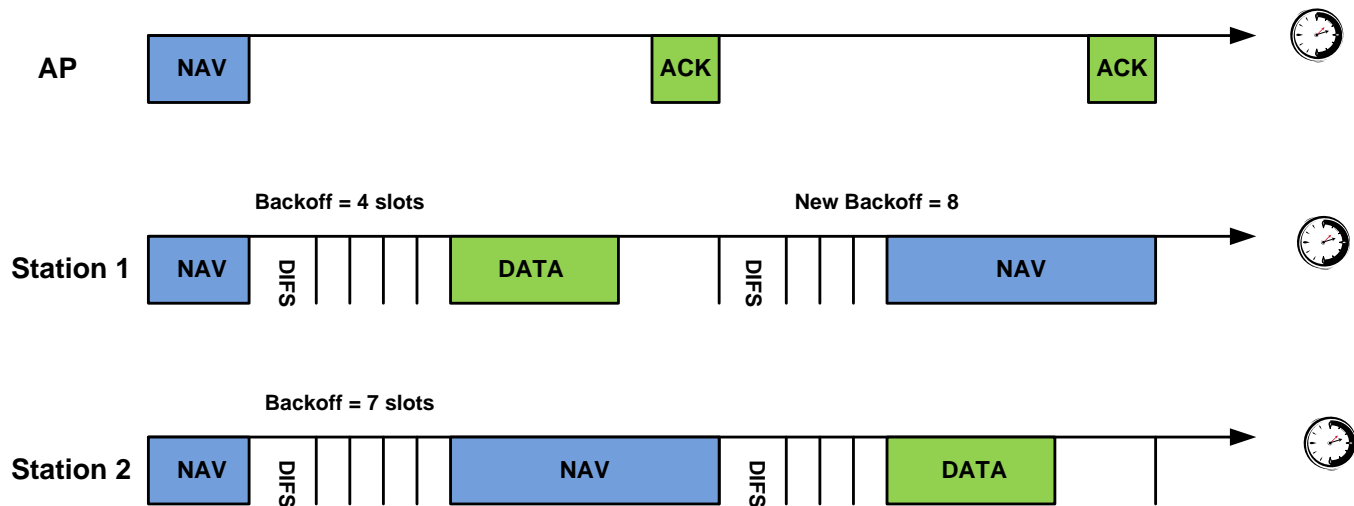 AP
NAV
ACK
ACK
Backoff = 4 slots
New Backoff = 8
Station 1
NAV
DIFS
DATA
DIFS
NAV
Backoff = 7 slots
Station 2
NAV
DIFS
NAV
DIFS
DATA